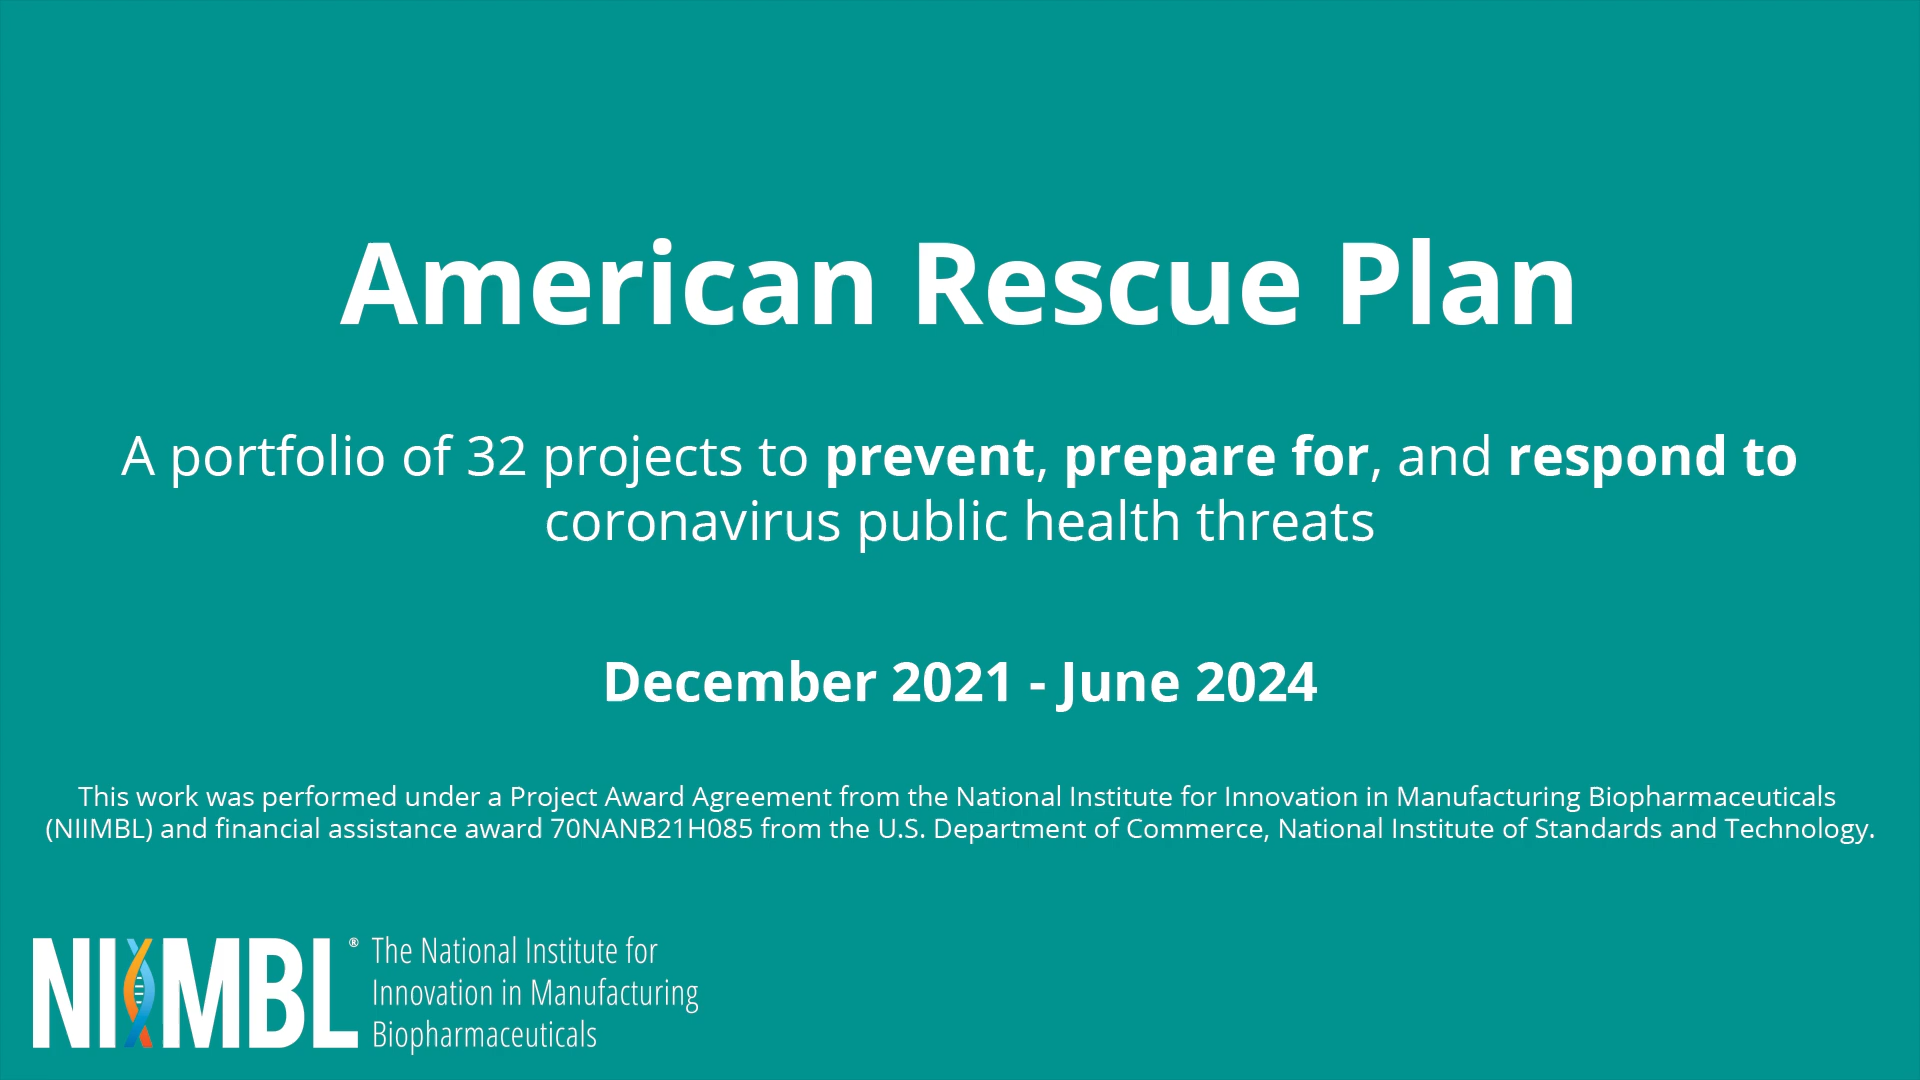 American Rescue Plan
A portfolio of 32 projects to prevent, prepare for, and respond to
coronavirus public health threats
December 2021 - June 2024
This work was performed under a Project Award Agreement from the National Institute for Innovation in Manufacturing Biopharmaceuticals
(NIIMBL) and financial assistance award 70NANB21H085 from the U.S. Department of Commerce, National Institute of Standards and Technology.
NIIMBL®
The National Institute for
Innovation in Manufacturing
Biopharmaceuticals